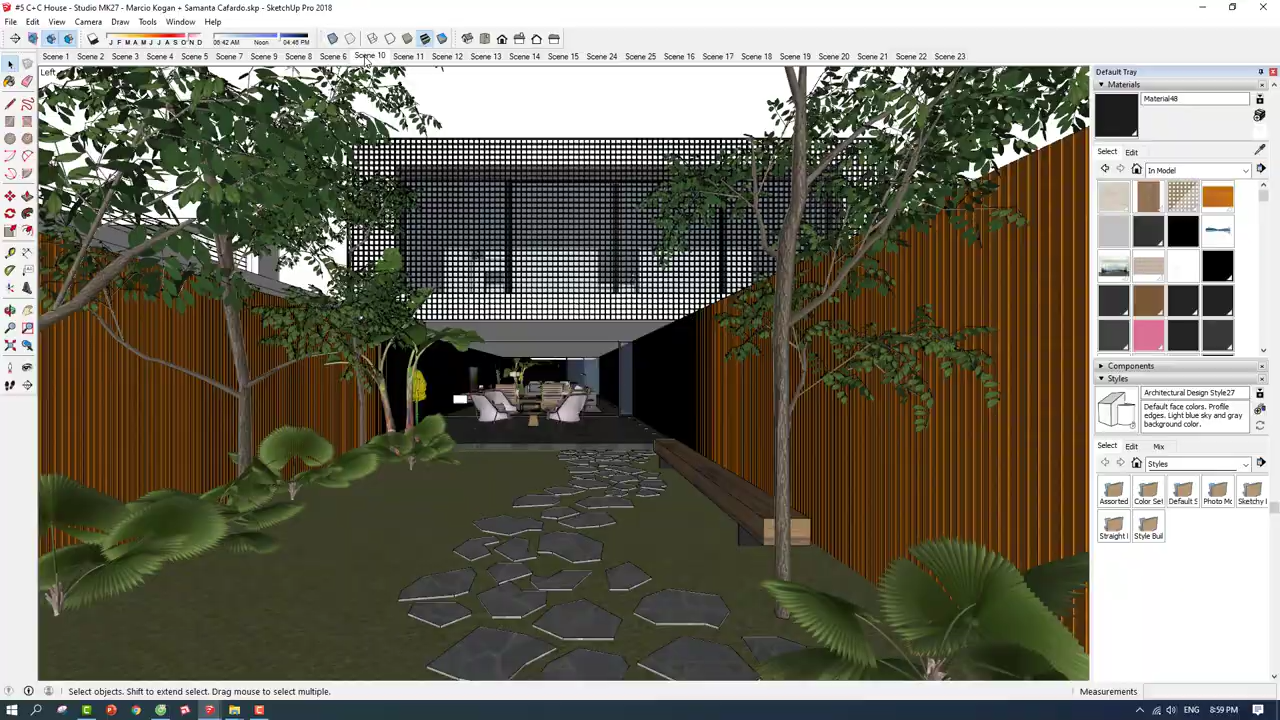 #5 C+C House - Studio MK27 - Marcio Kogan + Samanta Cafardo.skp - SketchUp Pro 2018
File Edit View Camera Draw Tools Window Help
J F M A M J J A S O N D 06:42 AM Noon 04:46 PM
Scene 1 Scene 2 Scene 3 Scene 4 Scene 5 Scene 7 Scene 9 Scene 8 Scene 6 Scene 10 Scene 11 Scene 12 Scene 13 Scene 14 Scene 15 Scene 24 Scene 25 Scene 16 Scene 17 Scene 18 Scene 19 Scene 20 Scene 21 Scene 22 Scene 23
Left
Default Tray
Materials
Material48
Select Edit
In Model
Components
Styles
Architectural Design Style27
Default face colors. Profile
edges. Light blue sky and gray
background color.
Select Edit Mix
Styles
Assorted Color Set Default S Photo Mo Sketchy
Straight l Style Buil
Select objects. Shift to extend select. Drag mouse to select multiple.
Measurements
ENG 8:59 PM